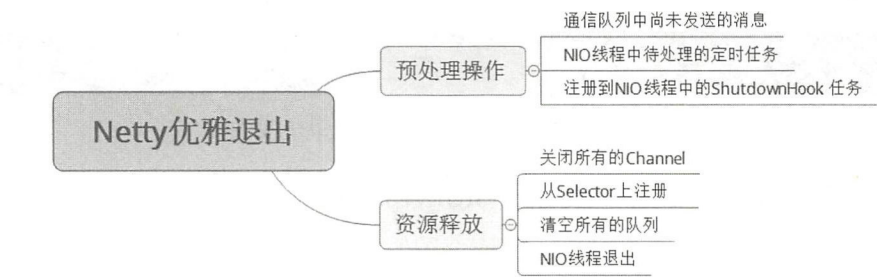 Netty优雅退出
预处理操作
通信队列中尚未发送的消息
NIO线程中待处理的定时任务
注册到NIO线程中的ShutdownHook 任务
资源释放
关闭所有的Channel
从Selector上注册
清空所有的队列
NIO线程退出